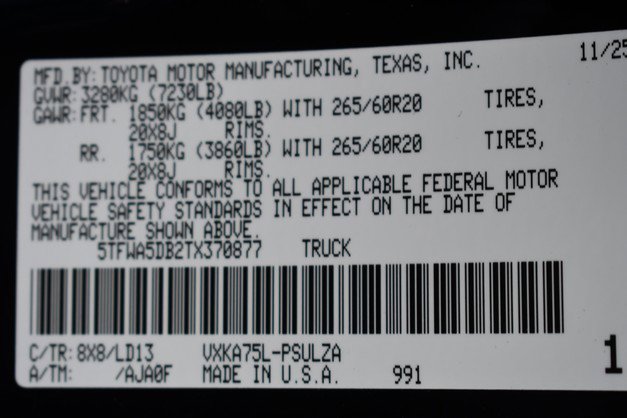 MFD.BY:TOYOTA MOTOR MANUFACTURING, TEXAS, INC. 11/25
GVWR:3280KG (7230LB)
GAWR:FRT. 1850KG (4080LB) WITH 265/60R20 TIRES,
20X8J RIMS.
RR. 1750KG (3860LB) WITH 265/60R20 TIRES,
20X8J RIMS.
THIS VEHICLE CONFORMS TO ALL APPLICABLE FEDERAL MOTOR
VEHICLE SAFETY STANDARDS IN EFFECT ON THE DATE OF
MANUFACTURE SHOWN ABOVE.
5TFWA5DB2TX370877 TRUCK
C/TR:8X8/LD13 VXKA75L-PSULZA
A/TM: /AJA0F MADE IN U.S.A. 991 1